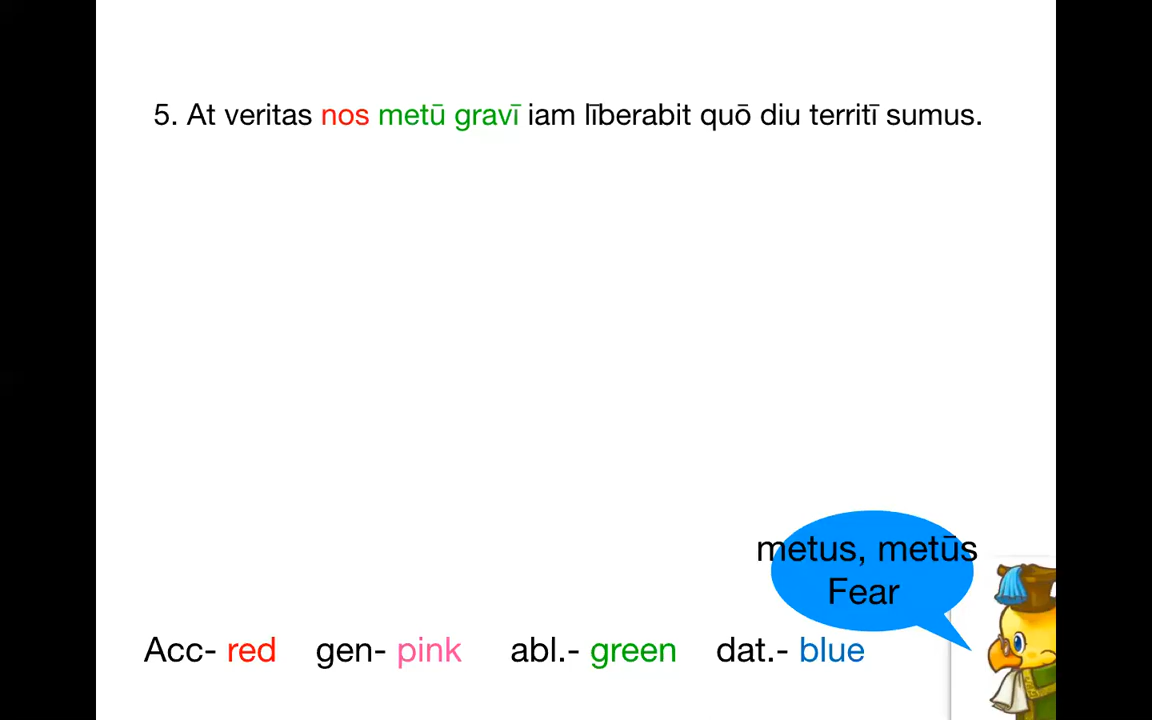 5. At veritas nos metū gravī iam līberabit quō diu territī sumus.
metus, metūs
Fear
Acc- red gen- pink abl.- green dat.- blue